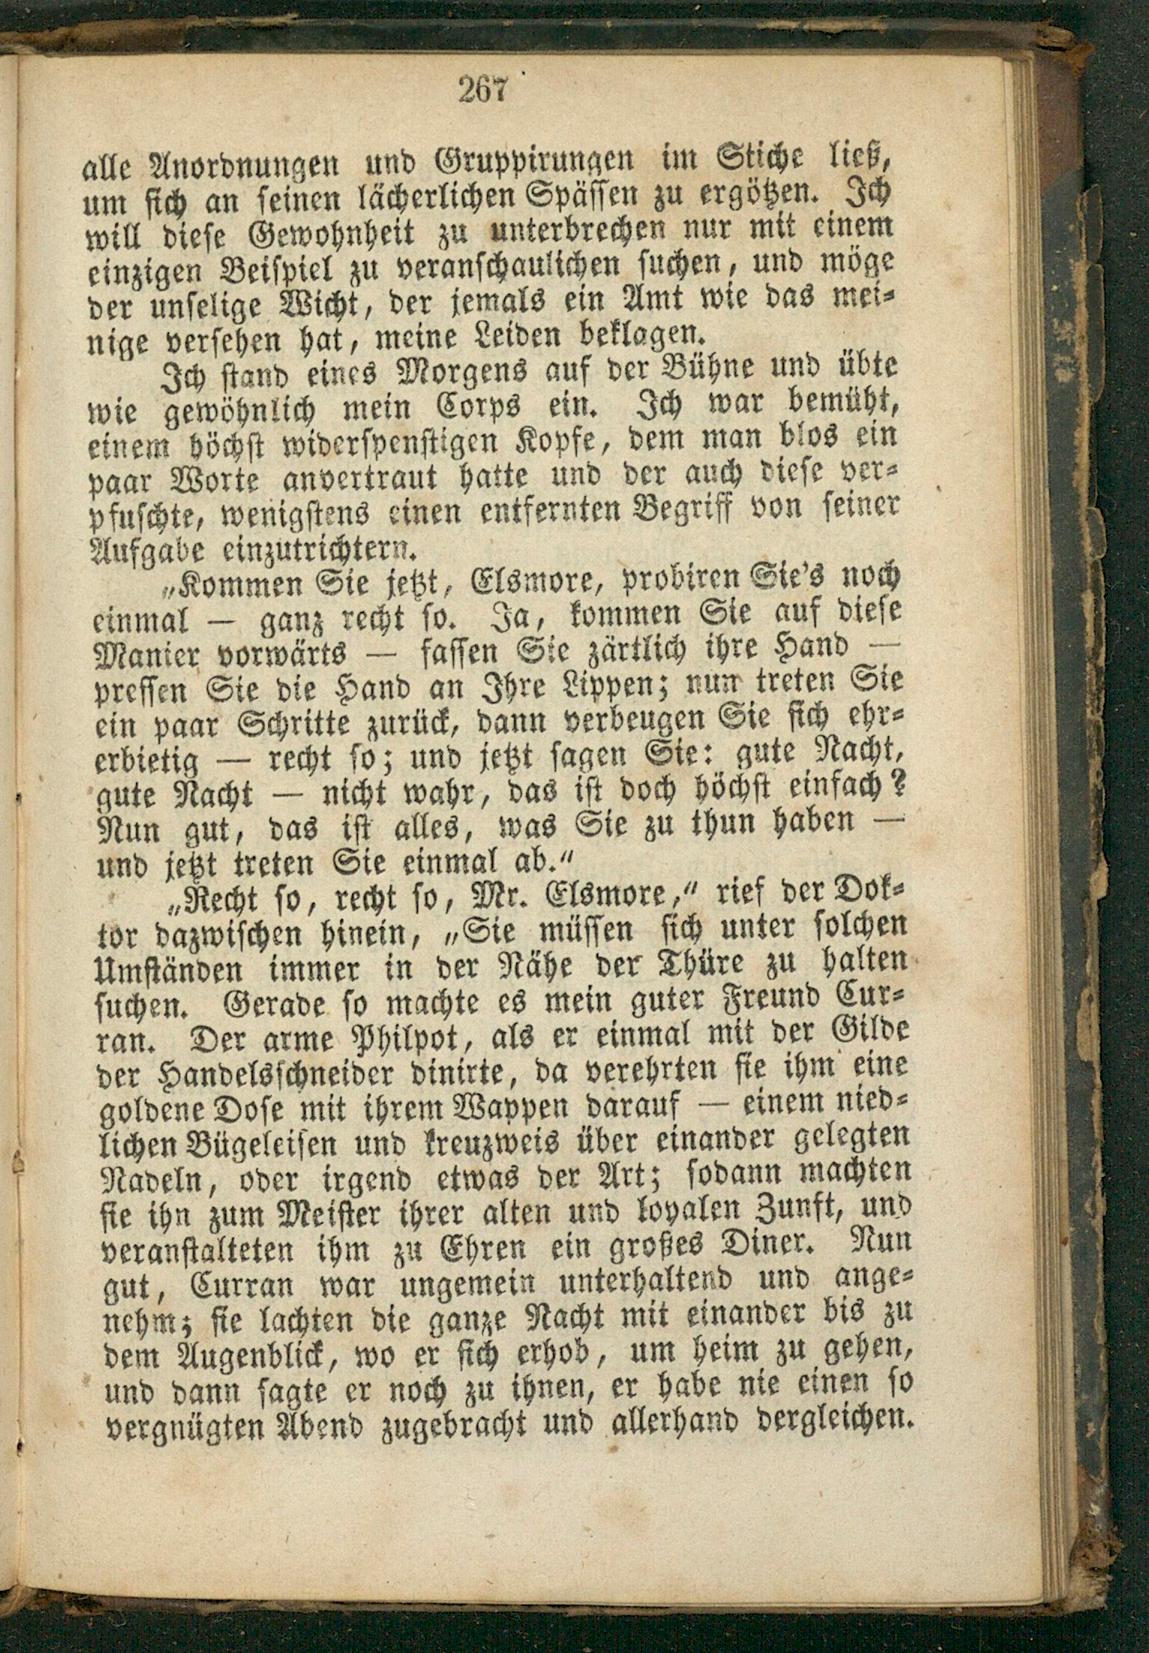 267
alle Anordnungen und Gruppirungen im Stiche ließ,
um sich an seinen lächerlichen Spässen zu ergötzen. Ich
will diese Gewohnheit zu unterbrechen nur mit einem
einzigen Beispiel zu veranschaulichen suchen, und möge
der unselige Wicht, der jemals ein Amt wie das mei-
nige versehen hat, meine Leiden beklagen.
Ich stand eines Morgens auf der Bühne und übte
wie gewöhnlich mein Corps ein. Ich war bemüht,
einem höchst widerspenstigen Kopfe, dem man blos ein
paar Worte anvertraut hatte und der auch diese ver-
pfuschte, wenigstens einen entfernten Begriff von seiner
Aufgabe einzutrichtern.
„Kommen Sie jetzt, Elsmore, probiren Sie's noch
einmal — ganz recht so. Ja, kommen Sie auf diese
Manier vorwärts — fassen Sie zärtlich ihre Hand —
pressen Sie die Hand an Ihre Lippen; nun treten Sie
ein paar Schritte zurück, dann verbeugen Sie sich ehr-
erbietig — recht so; und jetzt sagen Sie: gute Nacht,
gute Nacht — nicht wahr, das ist doch höchst einfach?
Nun gut, das ist alles, was Sie zu thun haben —
und jetzt treten Sie einmal ab.“
„Recht so, recht so, Mr. Elsmore,“ rief der Dok-
tor dazwischen hinein, „Sie müssen sich unter solchen
Umständen immer in der Nähe der Thüre zu halten
suchen. Gerade so machte es mein guter Freund Cur-
ran. Der arme Philpot, als er einmal mit der Gilde
der Handelsschneider dinirte, da verehrten sie ihm eine
goldene Dose mit ihrem Wappen darauf — einem nied-
lichen Bügeleisen und kreuzweis über einander gelegten
Nadeln, oder irgend etwas der Art; sodann machten
sie ihn zum Meister ihrer alten und loyalen Zunft, und
veranstalteten ihm zu Ehren ein großes Diner. Nun
gut, Curran war ungemein unterhaltend und ange-
nehm; sie lachten die ganze Nacht mit einander bis zu
dem Augenblick, wo er sich erhob, um heim zu gehen,
und dann sagte er noch zu ihnen, er habe nie einen so
vergnügten Abend zugebracht und allerhand dergleichen.